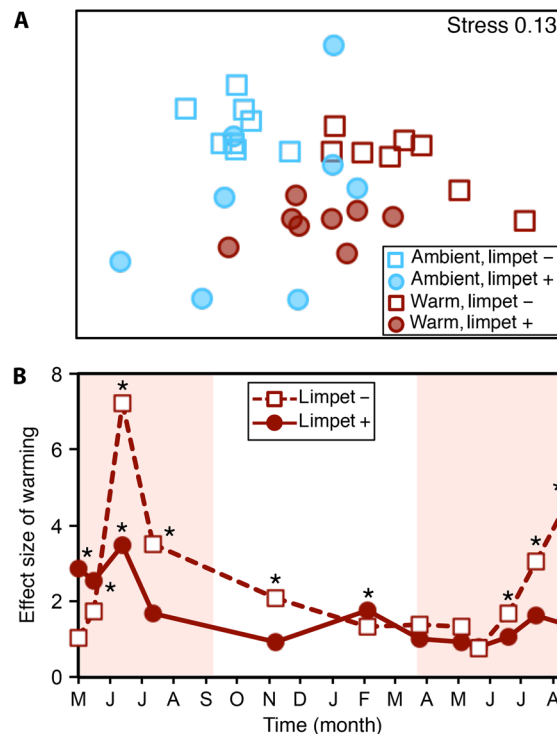 A
Stress 0.13
Ambient, limpet −
Ambient, limpet +
Warm, limpet −
Warm, limpet +
B
8
6
4
2
0
Effect size of warming
Limpet −
Limpet +
* * * * * * * * * *
M J J A S O N D J F M A M J J A
Time (month)